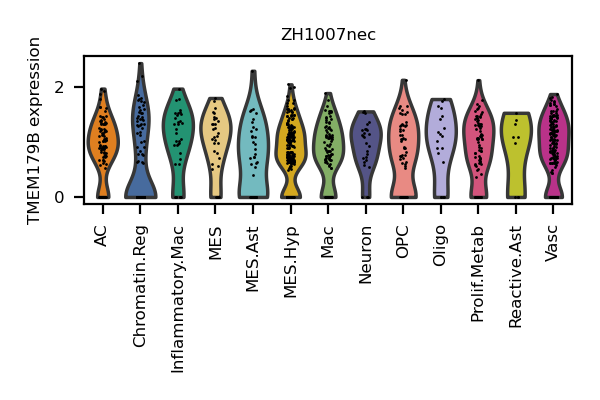 ZH1007nec
TMEM179B expression
2
0
AC
Chromatin.Reg
Inflammatory.Mac
MES
MES.Ast
MES.Hyp
Mac
Neuron
OPC
Oligo
Prolif.Metab
Reactive.Ast
Vasc